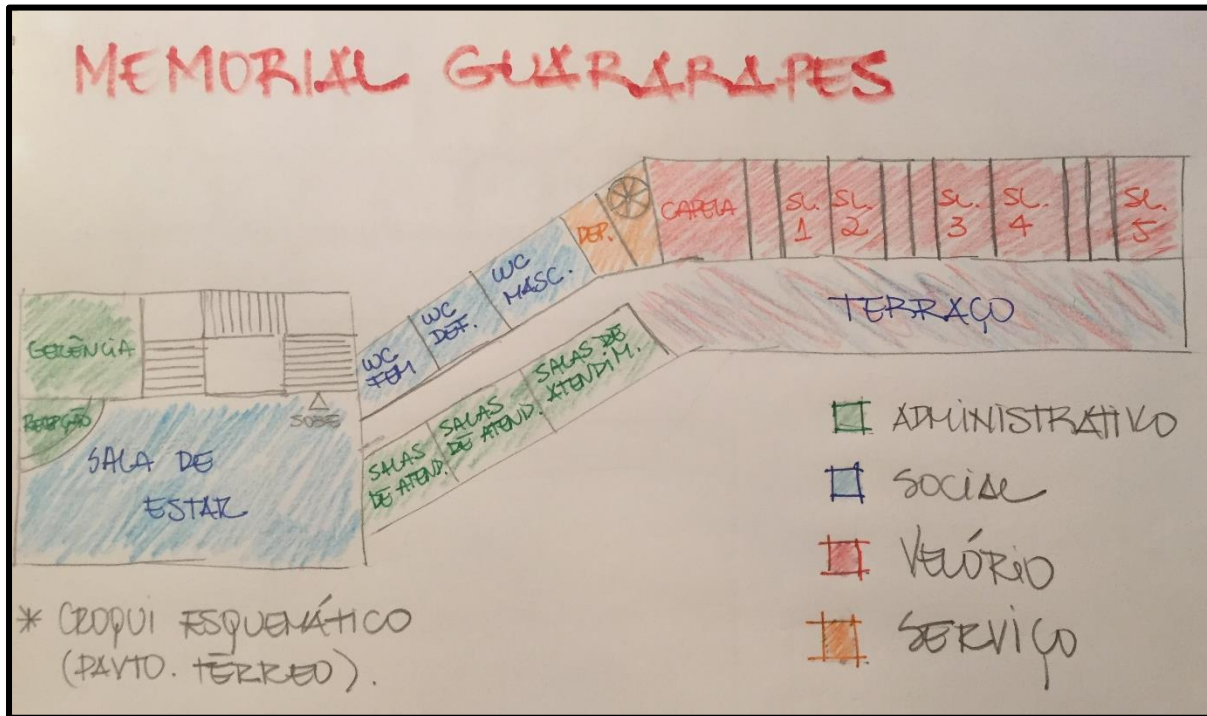 MEMORIAL GUARARAPES
CAPELA
SL. 1
SL. 2
SL. 3
SL. 4
SL. 5
DEP.
WC MASC.
WC DEF.
WC FEM
TERRAÇO
GERÊNCIA
RECEPÇÃO
SOBE
SALA DE
ESTAR
SALAS DE
ATENDIM.
SALAS
DE ATEND.
SALAS
DE ATEND.
ADMINISTRATIVO
SOCIAL
VELÓRIO
SERVIÇO
* CROQUI ESQUEMÁTICO
(PAVTO. TÉRREO).